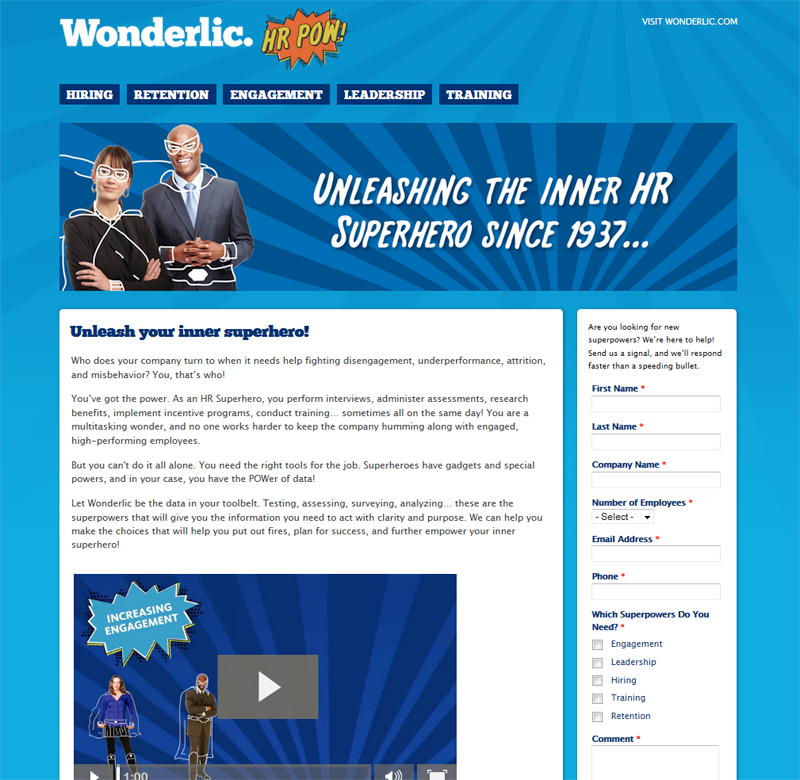 Wonderlic.
HR POW!
VISIT WONDERLIC.COM
HIRING
RETENTION
ENGAGEMENT
LEADERSHIP
TRAINING
UNLEASHING THE INNER HR
SUPERHERO SINCE 1937...
Unleash your inner superhero!
Who does your company turn to when it needs help fighting disengagement, underperformance, attrition,
and misbehavior? You, that's who!
You've got the power. As an HR Superhero, you perform interviews, administer assessments, research
benefits, implement incentive programs, conduct training... sometimes all on the same day! You are a
multitasking wonder, and no one works harder to keep the company humming along with engaged,
high-performing employees.
But you can't do it all alone. You need the right tools for the job. Superheroes have gadgets and special
powers, and in your case, you have the POWer of data!
Let Wonderlic be the data in your toolbelt. Testing, assessing, surveying, analyzing... these are the
superpowers that will give you the information you need to act with clarity and purpose. We can help you
make the choices that will help you put out fires, plan for success, and further empower your inner
superhero!
INCREASING
ENGAGEMENT
1:00
Are you looking for new
superpowers? We're here to help!
Send us a signal, and we'll respond
faster than a speeding bullet.
First Name *
Last Name *
Company Name *
Number of Employees *
- Select -
Email Address *
Phone *
Which Superpowers Do You
Need? *
Engagement
Leadership
Hiring
Training
Retention
Comment *